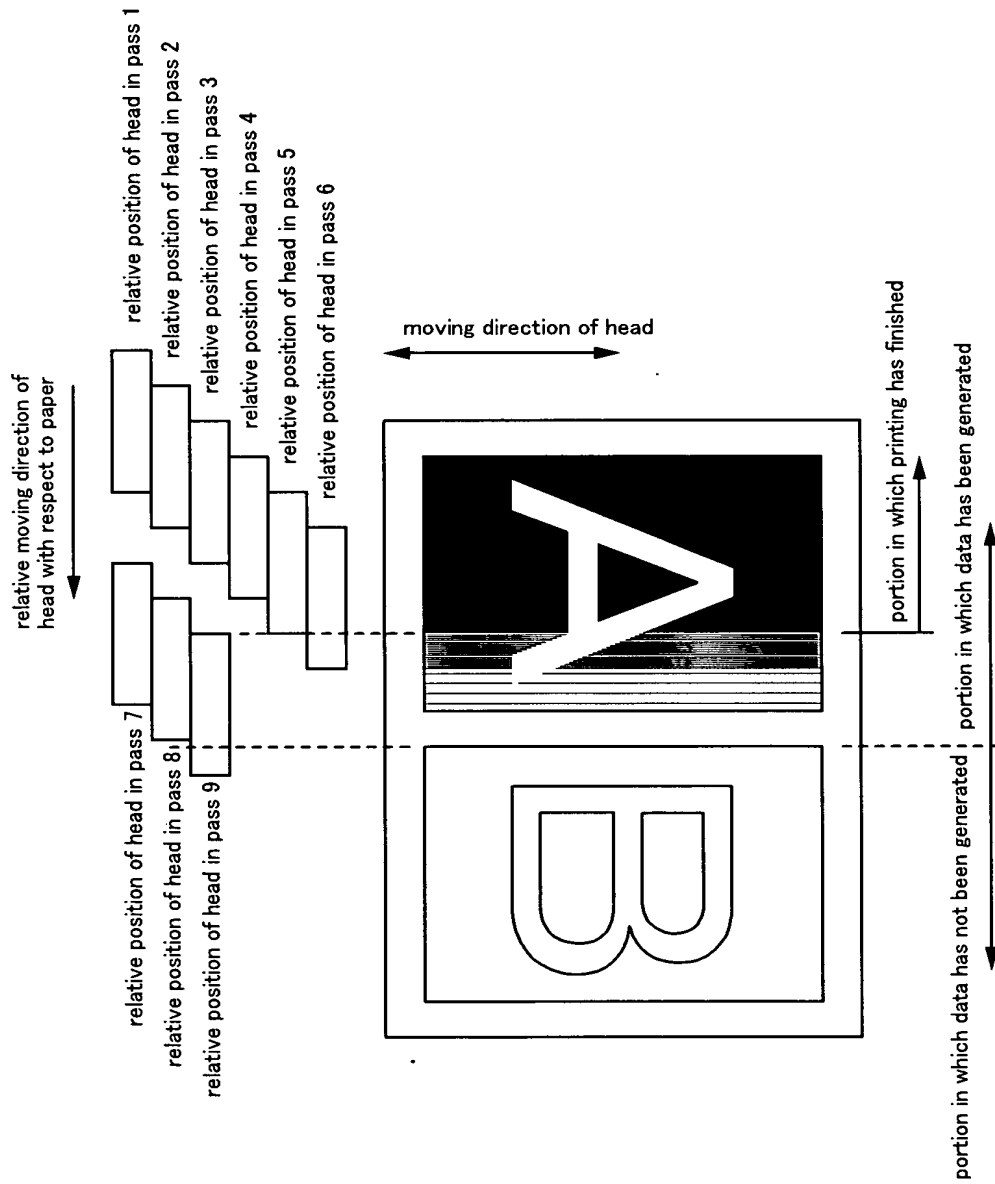 relative moving direction of
head with respect to paper
relative position of head in pass 1
relative position of head in pass 2
relative position of head in pass 3
relative position of head in pass 4
relative position of head in pass 5
relative position of head in pass 6
relative position of head in pass 7
relative position of head in pass 8
relative position of head in pass 9
moving direction of head
A
B
portion in which printing has finished
portion in which data has been generated
portion in which data has not been generated